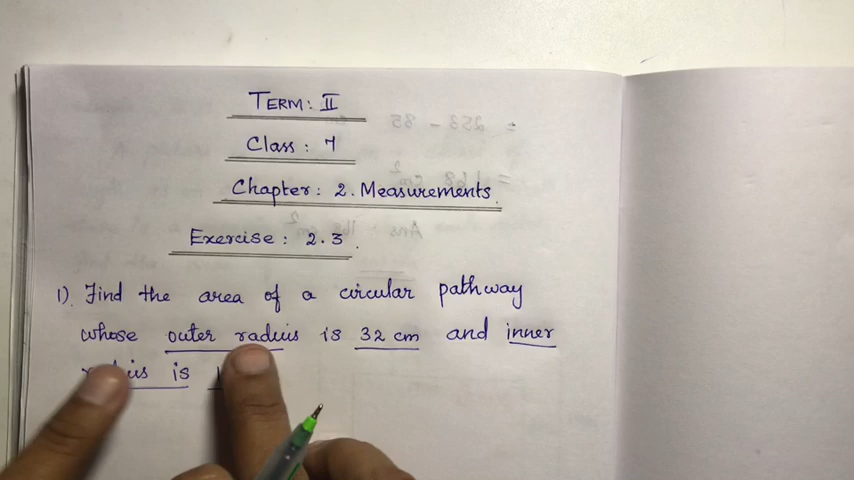 TERM: II
Class: 7
Chapter: 2. Measurements.
Exercise: 2.3.
1). Find the area of a circular pathway
whose outer radius is 32 cm and inner
radius is